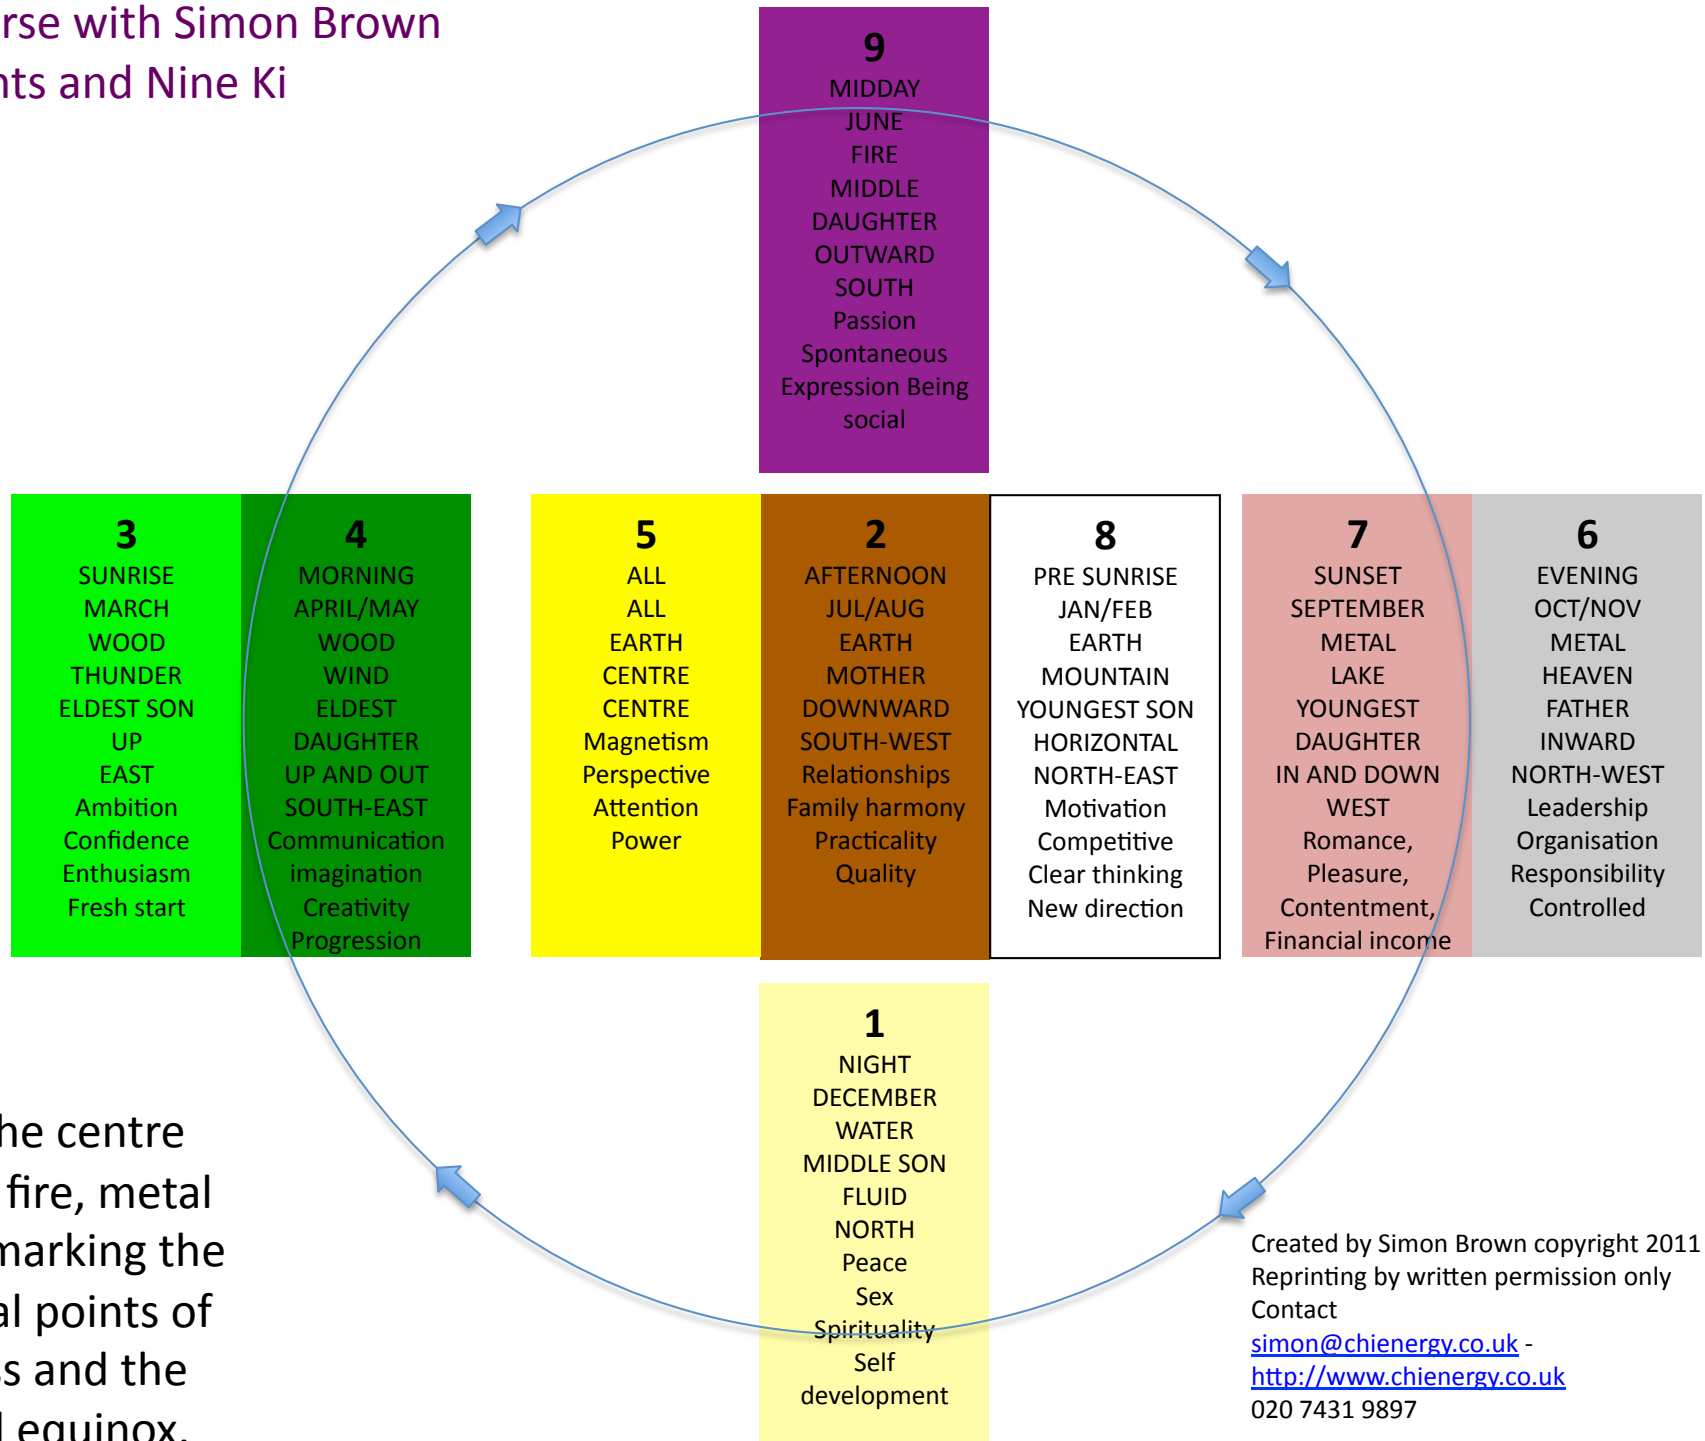 rse with Simon Brown
nts and Nine Ki
9
MIDDAY
JUNE
FIRE
MIDDLE
DAUGHTER
OUTWARD
SOUTH
Passion
Spontaneous
Expression Being
social
3
SUNRISE
MARCH
WOOD
THUNDER
ELDEST SON
UP
EAST
Ambition
Confidence
Enthusiasm
Fresh start
4
MORNING
APRIL/MAY
WOOD
WIND
ELDEST
DAUGHTER
UP AND OUT
SOUTH-EAST
Communication
imagination
Creativity
Progression
5
ALL
ALL
EARTH
CENTRE
CENTRE
Magnetism
Perspective
Attention
Power
2
AFTERNOON
JUL/AUG
EARTH
MOTHER
DOWNWARD
SOUTH-WEST
Relationships
Family harmony
Practicality
Quality
8
PRE SUNRISE
JAN/FEB
EARTH
MOUNTAIN
YOUNGEST SON
HORIZONTAL
NORTH-EAST
Motivation
Competitive
Clear thinking
New direction
7
SUNSET
SEPTEMBER
METAL
LAKE
YOUNGEST
DAUGHTER
IN AND DOWN
WEST
Romance,
Pleasure,
Contentment,
Financial income
6
EVENING
OCT/NOV
METAL
HEAVEN
FATHER
INWARD
NORTH-WEST
Leadership
Organisation
Responsibility
Controlled
1
NIGHT
DECEMBER
WATER
MIDDLE SON
FLUID
NORTH
Peace
Sex
Spirituality
Self
development
he centre
fire, metal
marking the
al points of
ss and the
l equinox.
Created by Simon Brown copyright 2011
Reprinting by written permission only
Contact
simon@chienergy.co.uk -
http://www.chienergy.co.uk
020 7431 9897